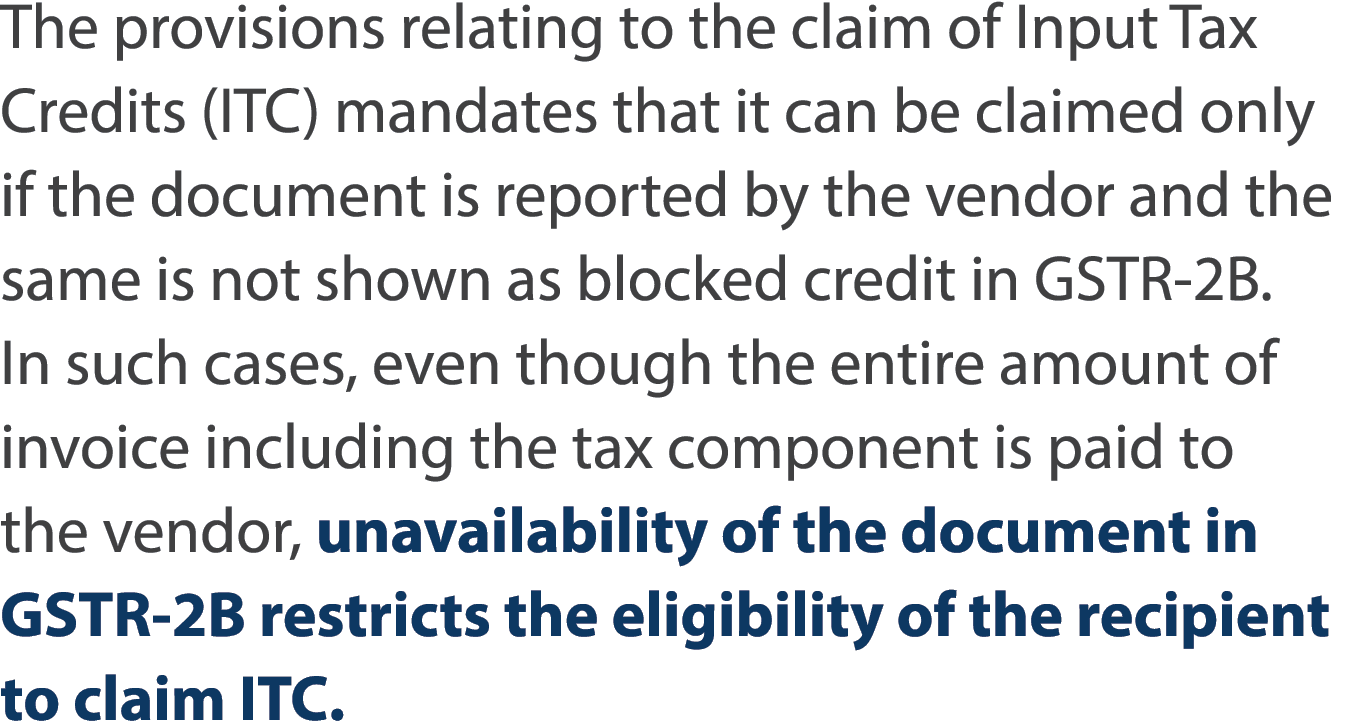 The provisions relating to the claim of Input Tax
Credits (ITC) mandates that it can be claimed only
if the document is reported by the vendor and the
same is not shown as blocked credit in GSTR-2B.
In such cases, even though the entire amount of
invoice including the tax component is paid to
the vendor, unavailability of the document in
GSTR-2B restricts the eligibility of the recipient
to claim ITC.